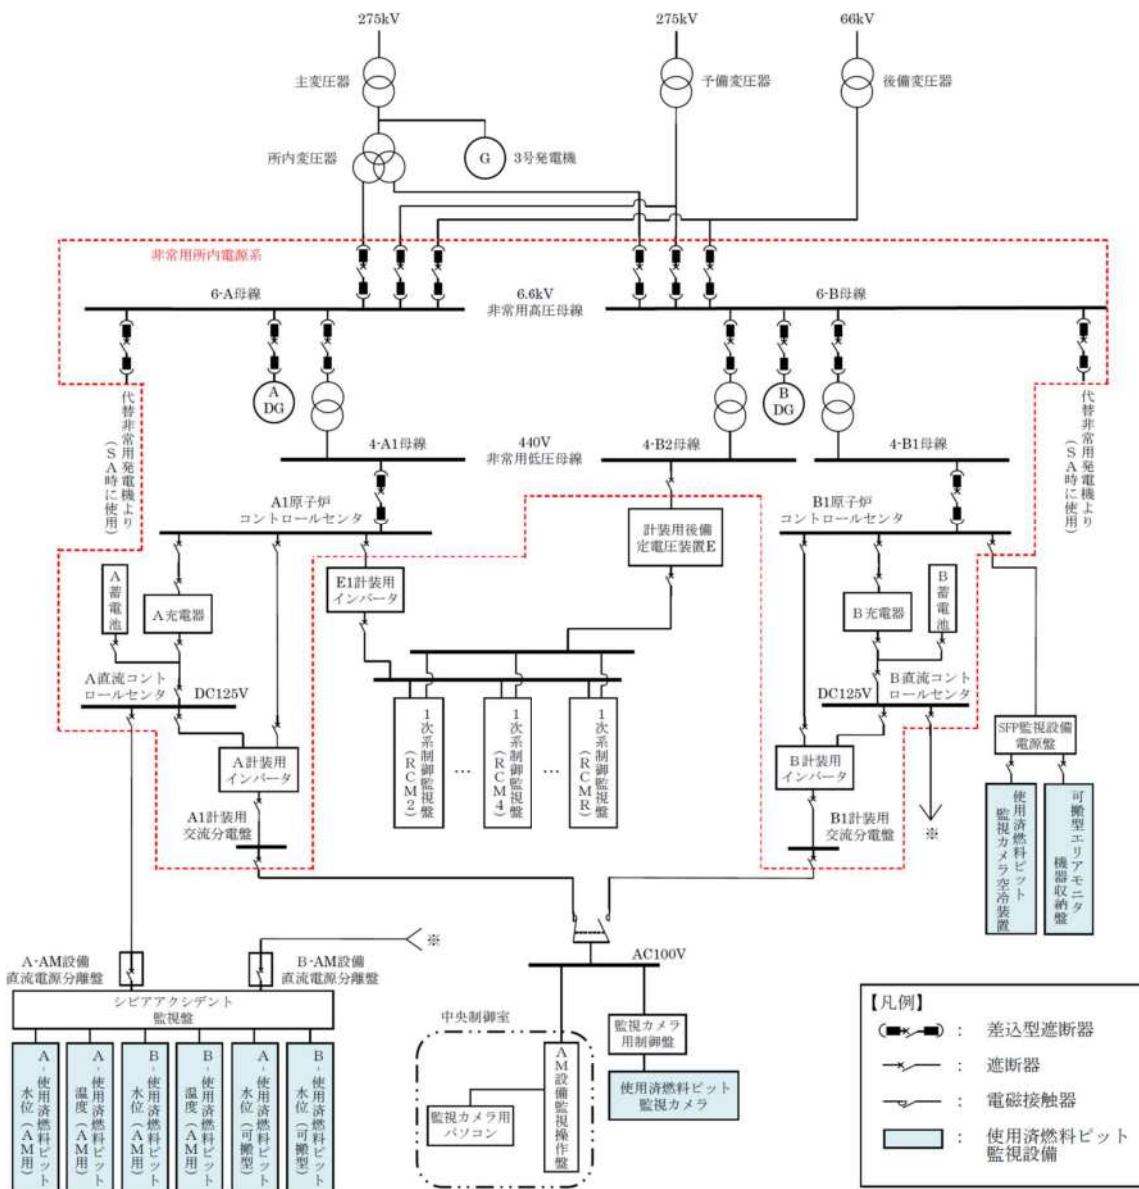 275kV
275kV
66kV
主変圧器
予備変圧器
後備変圧器
所内変圧器
G
3号発電機
非常用所内電源系
6-A母線
6.6kV
非常用高圧母線
6-B母線
代替非常用発電機より
(SA時に使用)
A
DG
B
DG
代替非常用発電機より
(SA時に使用)
4-A1母線
440V
非常用低圧母線
4-B2母線
4-B1母線
A1原子炉
コントロールセンタ
計装用後備
定電圧装置E
B1原子炉
コントロールセンタ
A蓄電池
A充電器
E1計装用
インバータ
B充電器
B蓄電池
A直流コント
ロールセンタ
DC125V
DC125V
B直流コント
ロールセンタ
1次系制御監視盤
(RCM2)
…
1次系制御監視盤
(RCM4)
…
1次系制御監視盤
(RCMR)
SFP監視設備
電源盤
A計装用
インバータ
B計装用
インバータ
A1計装用
交流分電盤
B1計装用
交流分電盤
※
使用済燃料ピット
監視カメラ空冷装置
可搬型エリアモニタ
機器収納盤
※
A-AM設備
直流電源分離盤
B-AM設備
直流電源分離盤
AC100V
シビアアクシデント
監視盤
中央制御室
監視カメラ
用制御盤
A-使用済燃料ピット
水位(AM用)
A-使用済燃料ピット
温度(AM用)
B-使用済燃料ピット
水位(AM用)
B-使用済燃料ピット
温度(AM用)
A-使用済燃料ピット
水位(可搬型)
B-使用済燃料ピット
水位(可搬型)
監視カメラ用
パソコン
AM設備監視操作盤
使用済燃料ピット
監視カメラ
【凡例】
: 差込型遮断器
: 遮断器
: 電磁接触器
: 使用済燃料ピット
監視設備